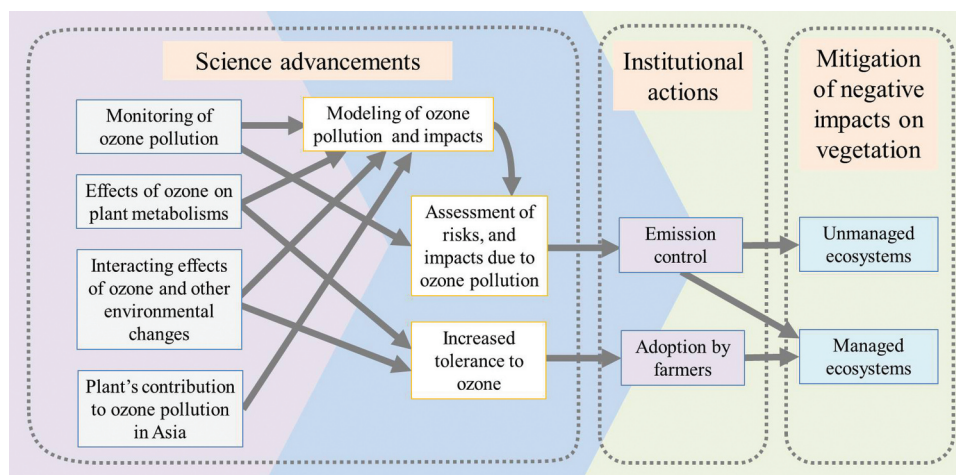 Science advancements
Monitoring of
ozone pollution
Effects of ozone on
plant metabolisms
Interacting effects
of ozone and other
environmental
changes
Plant's contribution
to ozone pollution
in Asia
Modeling of ozone
pollution and impacts
Assessment of
risks, and
impacts due to
ozone pollution
Increased
tolerance to
ozone
Institutional
actions
Emission
control
Adoption by
farmers
Mitigation
of negative
impacts on
vegetation
Unmanaged
ecosystems
Managed
ecosystems